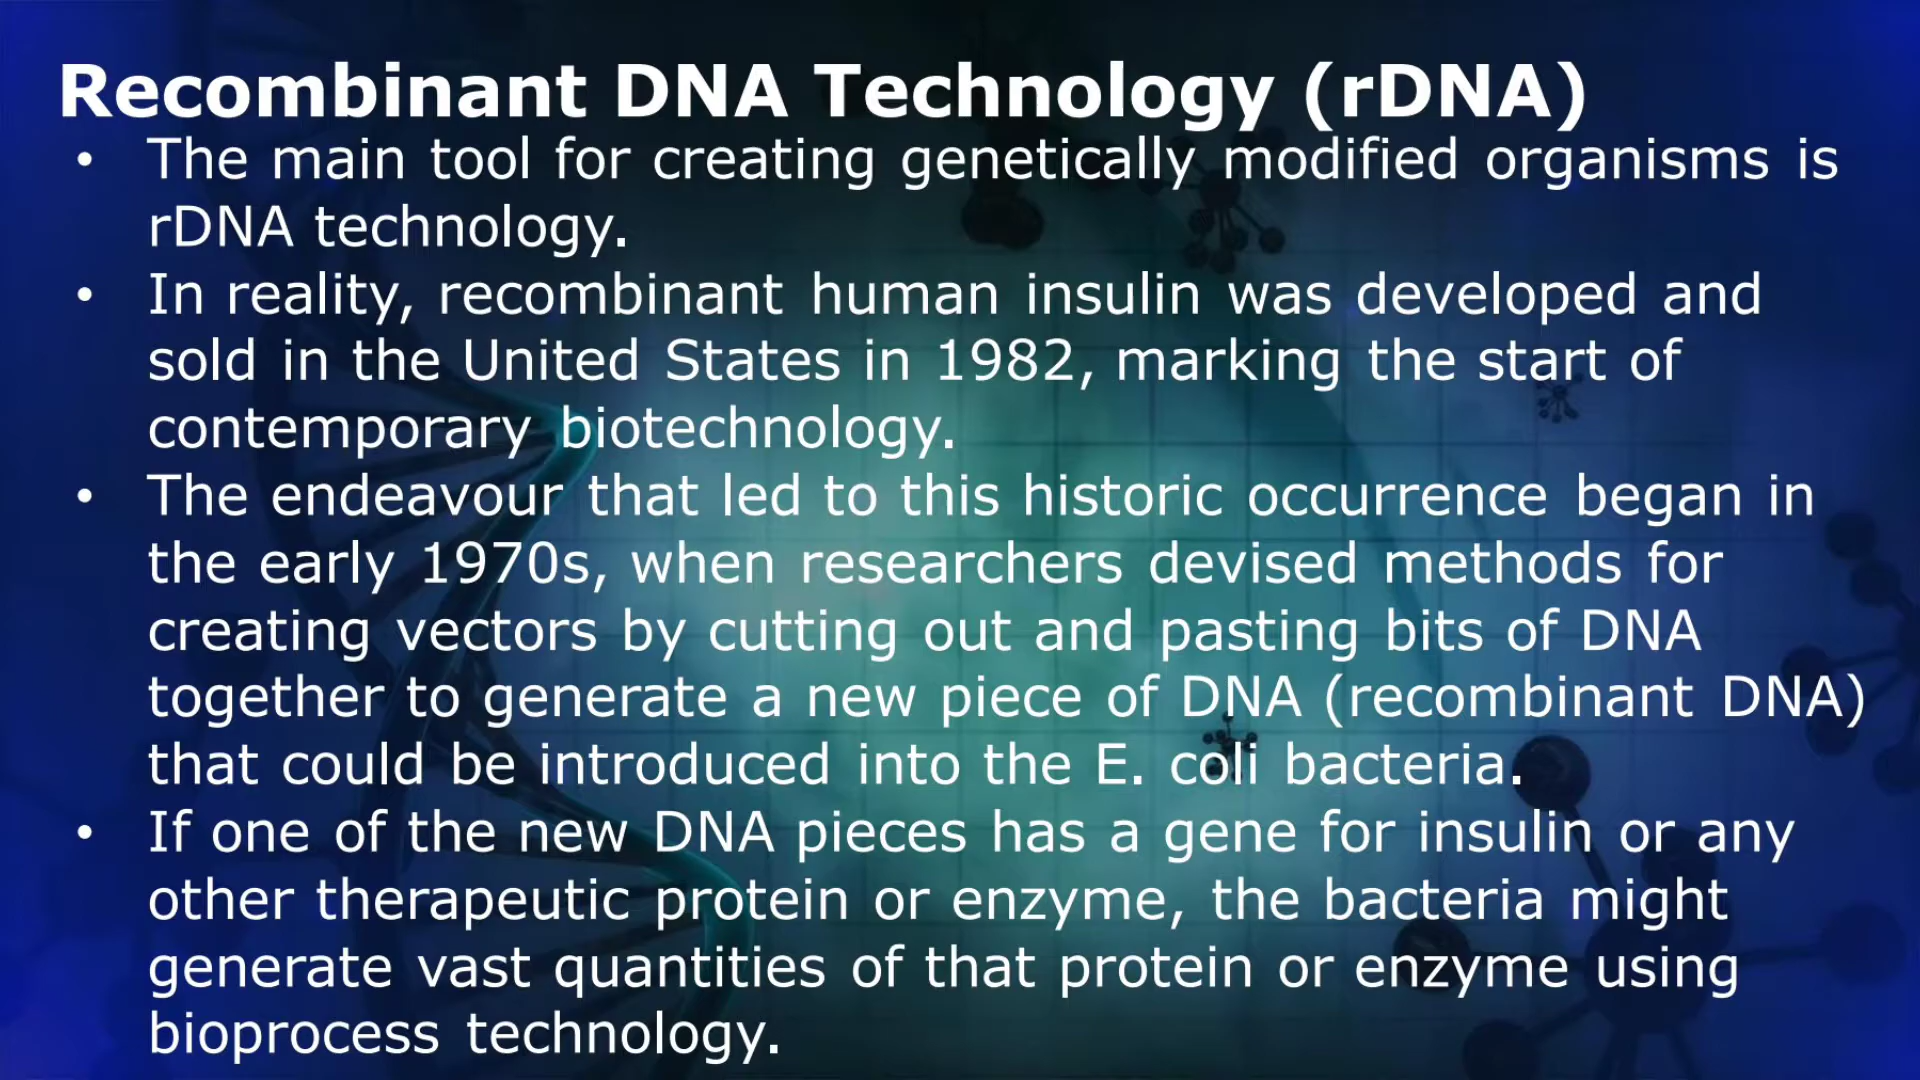 Recombinant DNA Technology (rDNA)
• The main tool for creating genetically modified organisms is
rDNA technology.
• In reality, recombinant human insulin was developed and
sold in the United States in 1982, marking the start of
contemporary biotechnology.
• The endeavour that led to this historic occurrence began in
the early 1970s, when researchers devised methods for
creating vectors by cutting out and pasting bits of DNA
together to generate a new piece of DNA (recombinant DNA)
that could be introduced into the E. coli bacteria.
• If one of the new DNA pieces has a gene for insulin or any
other therapeutic protein or enzyme, the bacteria might
generate vast quantities of that protein or enzyme using
bioprocess technology.